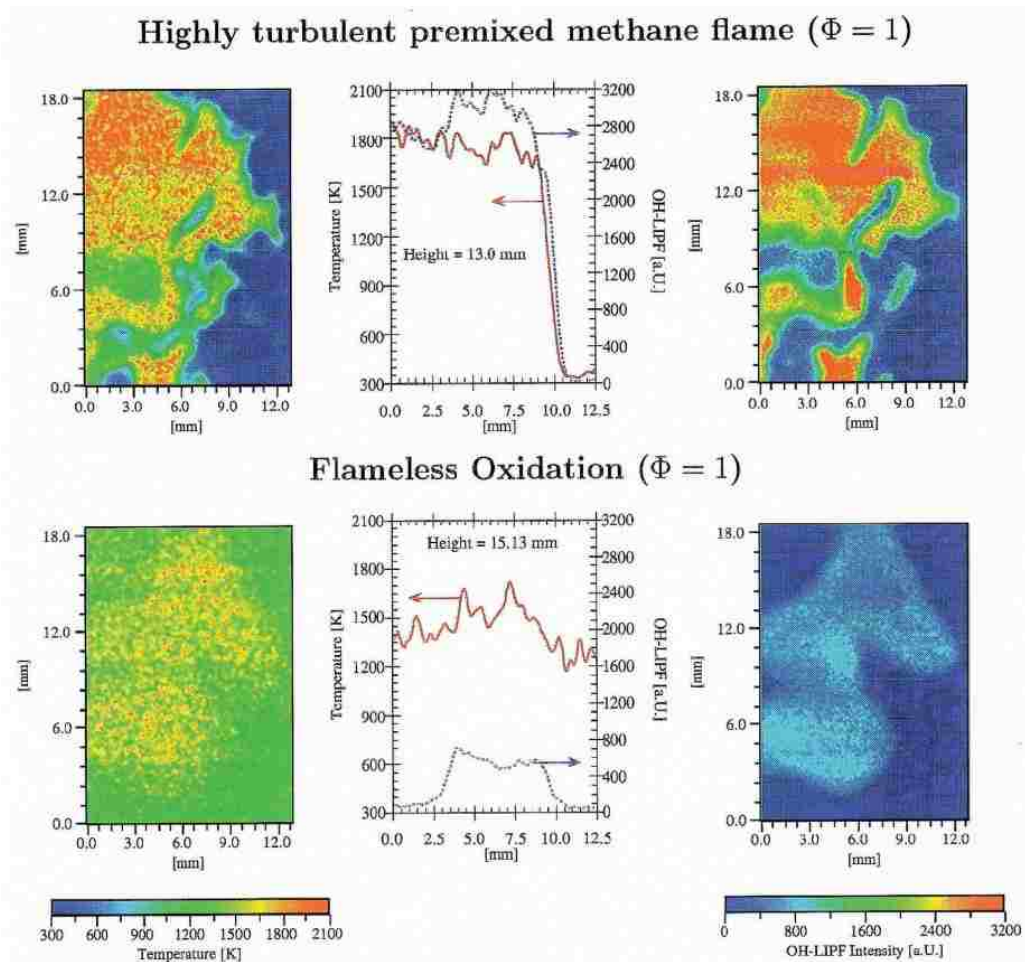 Highly turbulent premixed methane flame (Φ = 1)
18.0
12.0
6.0
0.0
[mm]
0.0 3.0 6.0 9.0 12.0
[mm]
2100
1800
1500
1200
900
600
300
Temperature [K]
Height = 13.0 mm
3200
2800
2400
2000
1600
1200
800
400
0
OH-LIPF [a.U.]
0.0 2.5 5.0 7.5 10.0 12.5
[mm]
18.0
12.0
6.0
0.0
[mm]
0.0 3.0 6.0 9.0 12.0
[mm]
Flameless Oxidation (Φ = 1)
18.0
12.0
6.0
0.0
[mm]
0.0 3.0 6.0 9.0 12.0
[mm]
2100
1800
1500
1200
900
600
300
Temperature [K]
Height = 15.13 mm
3200
2800
2400
2000
1600
1200
800
400
0
OH-LIPF [a.U.]
0.0 2.5 5.0 7.5 10.0 12.5
[mm]
18.0
12.0
6.0
0.0
[mm]
0.0 3.0 6.0 9.0 12.0
[mm]
300 600 900 1200 1500 1800 2100
Temperature [K]
0 800 1600 2400 3200
OH-LIPF Intensity [a.U.]